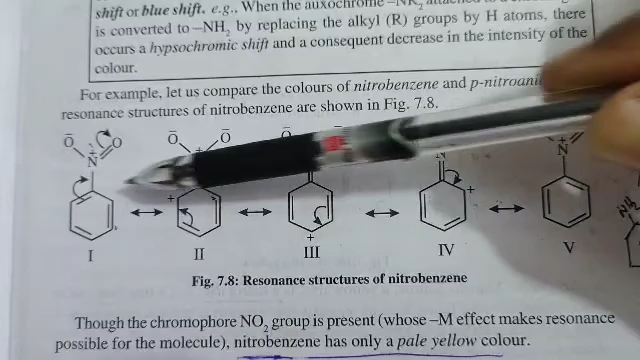 shift or blue shift. e.g., When the auxochrome –NR₂
is converted to –NH₂ by replacing the alkyl (R) groups by H atoms, there
occurs a hypsochromic shift and a consequent decrease in the intensity of the
colour.
For example, let us compare the colours of nitrobenzene and p-nitroani
resonance structures of nitrobenzene are shown in Fig. 7.8.
I II III IV V
Fig. 7.8: Resonance structures of nitrobenzene
Though the chromophore NO₂ group is present (whose –M effect makes resonance
possible for the molecule), nitrobenzene has only a pale yellow colour.